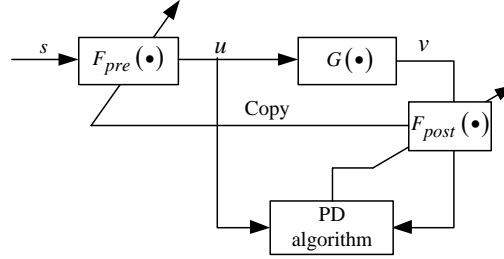 s
F_pre (•)
u
G(•)
v
Copy
F_post (•)
PD
algorithm